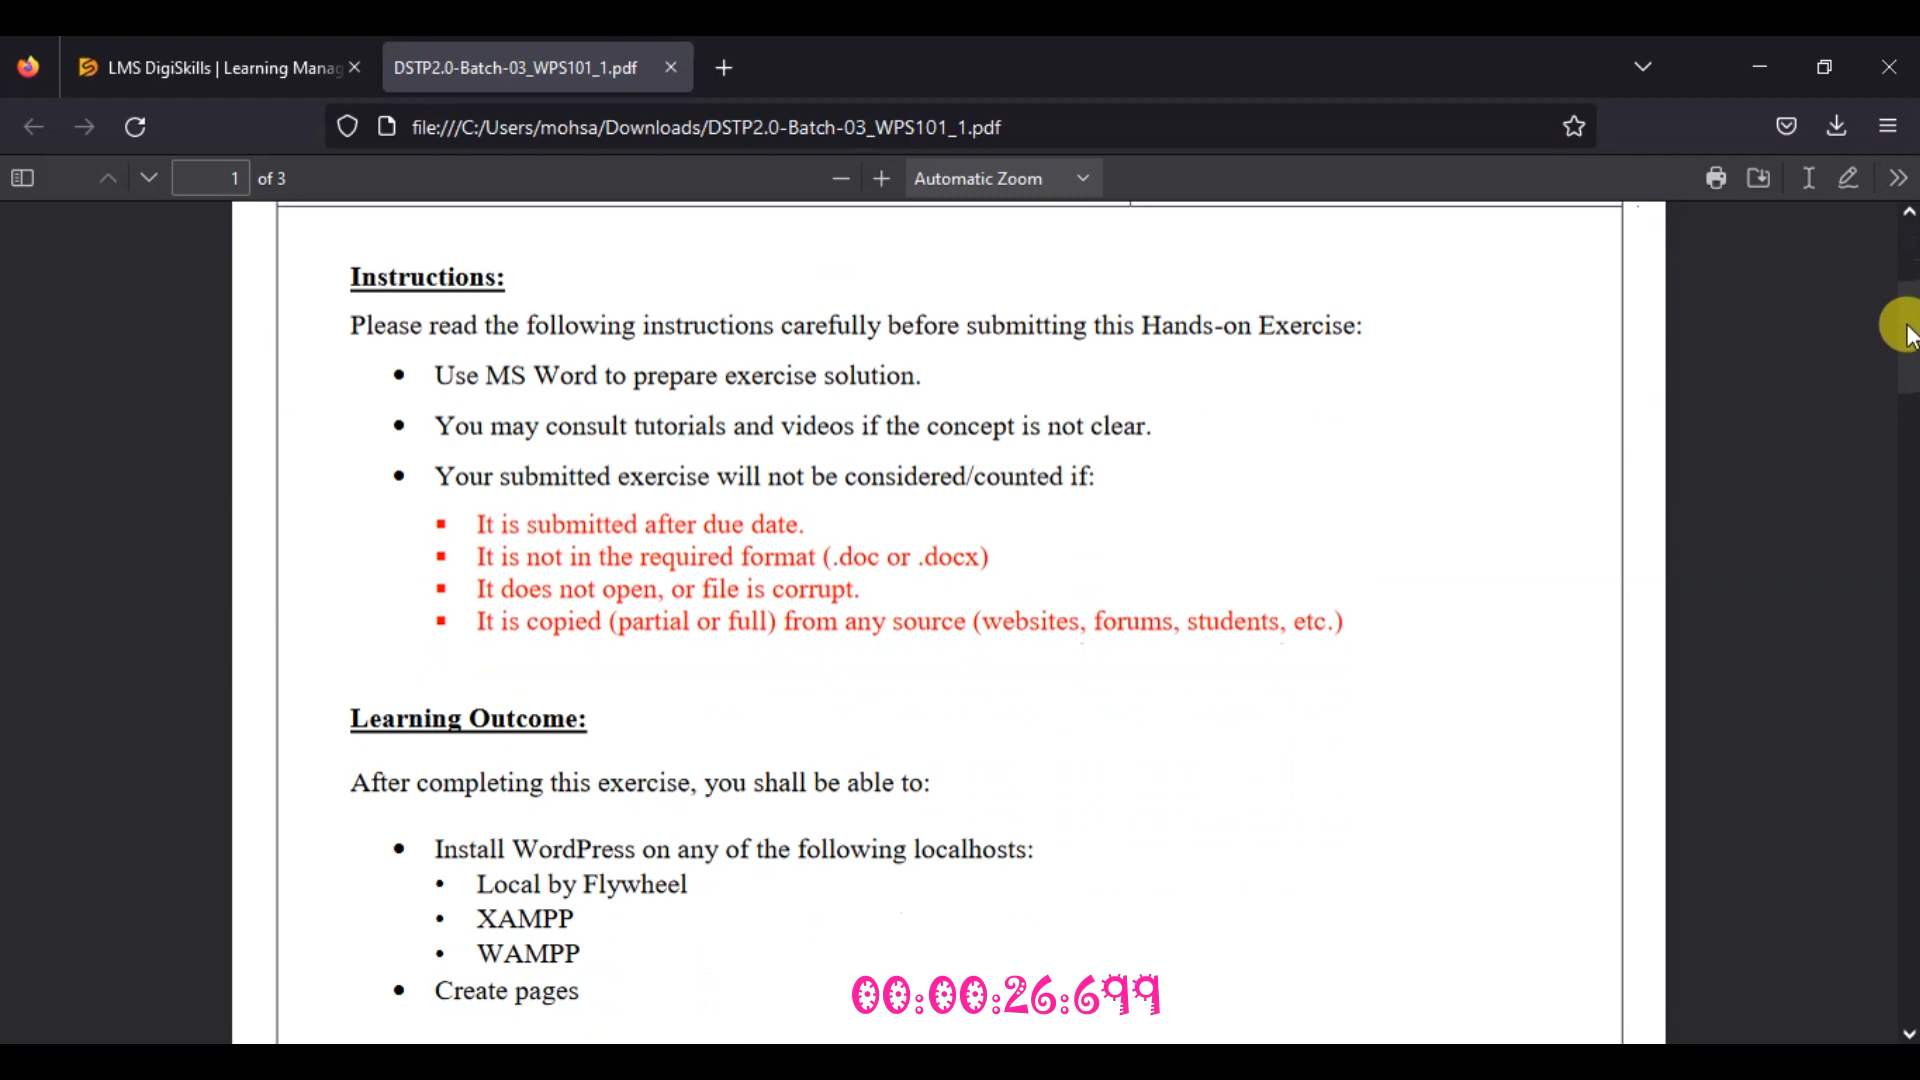 LMS DigiSkills | Learning Manag
DSTP2.0-Batch-03_WPS101_1.pdf
file:///C:/Users/mohsa/Downloads/DSTP2.0-Batch-03_WPS101_1.pdf
1 of 3
Automatic Zoom
Instructions:
Please read the following instructions carefully before submitting this Hands-on Exercise:
• Use MS Word to prepare exercise solution.
• You may consult tutorials and videos if the concept is not clear.
• Your submitted exercise will not be considered/counted if:
▪ It is submitted after due date.
▪ It is not in the required format (.doc or .docx)
▪ It does not open, or file is corrupt.
▪ It is copied (partial or full) from any source (websites, forums, students, etc.)
Learning Outcome:
After completing this exercise, you shall be able to:
• Install WordPress on any of the following localhosts:
• Local by Flywheel
• XAMPP
• WAMPP
• Create pages
00:00:26:699